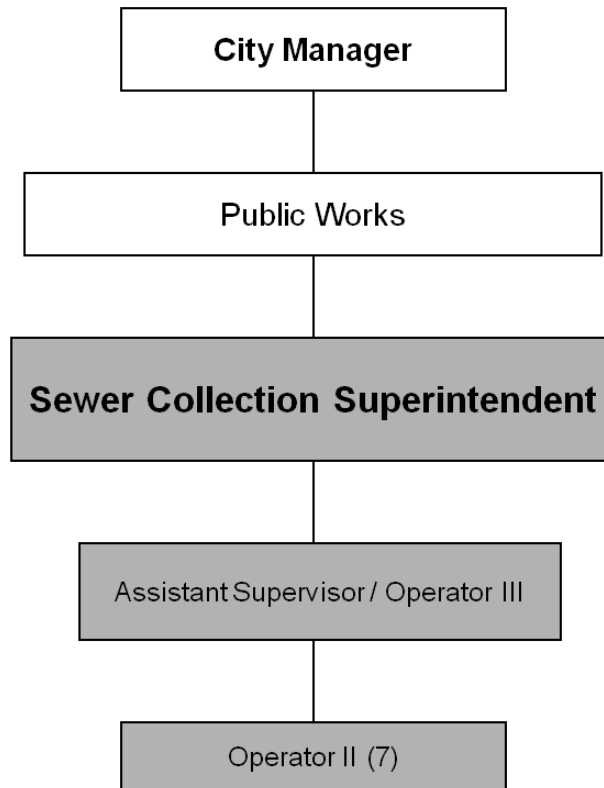 City Manager
Public Works
Sewer Collection Superintendent
Assistant Supervisor / Operator III
Operator II (7)